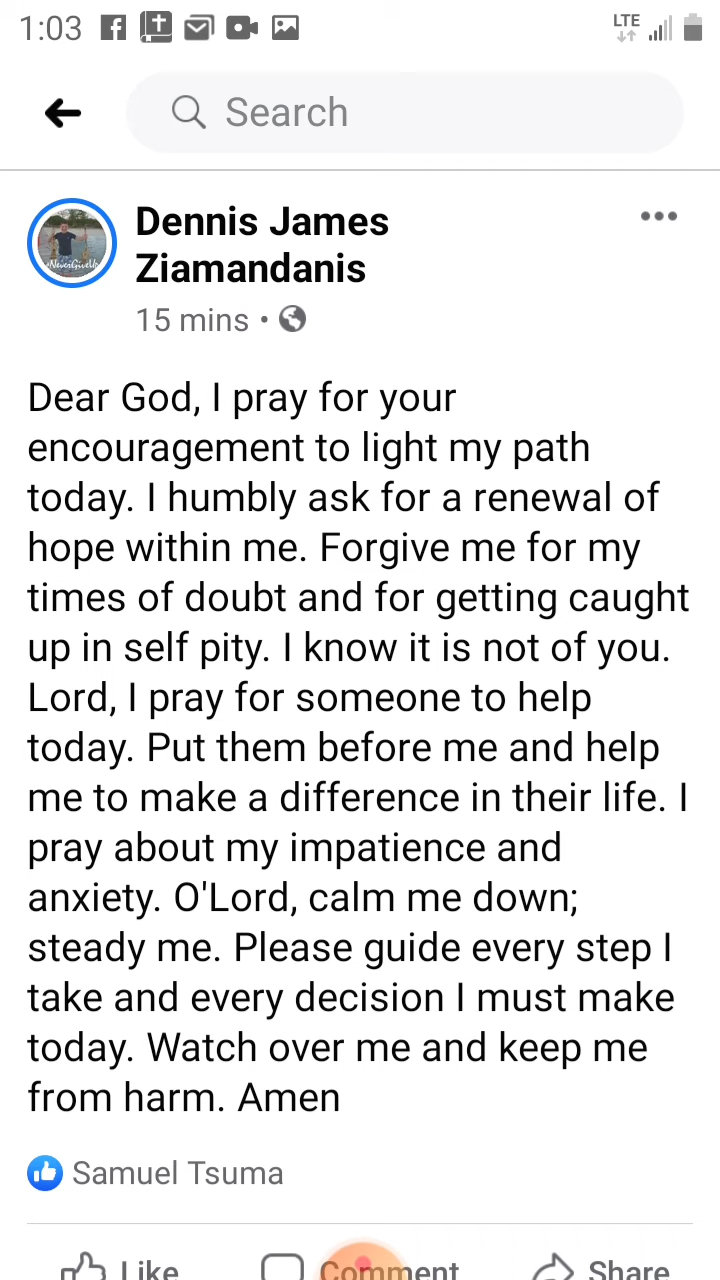 1:03
LTE
Search
Dennis James
Ziamandanis
15 mins •
#NeverGiveUp
Dear God, I pray for your
encouragement to light my path
today. I humbly ask for a renewal of
hope within me. Forgive me for my
times of doubt and for getting caught
up in self pity. I know it is not of you.
Lord, I pray for someone to help
today. Put them before me and help
me to make a difference in their life. I
pray about my impatience and
anxiety. O'Lord, calm me down;
steady me. Please guide every step I
take and every decision I must make
today. Watch over me and keep me
from harm. Amen
Samuel Tsuma
Like
Comment
Share